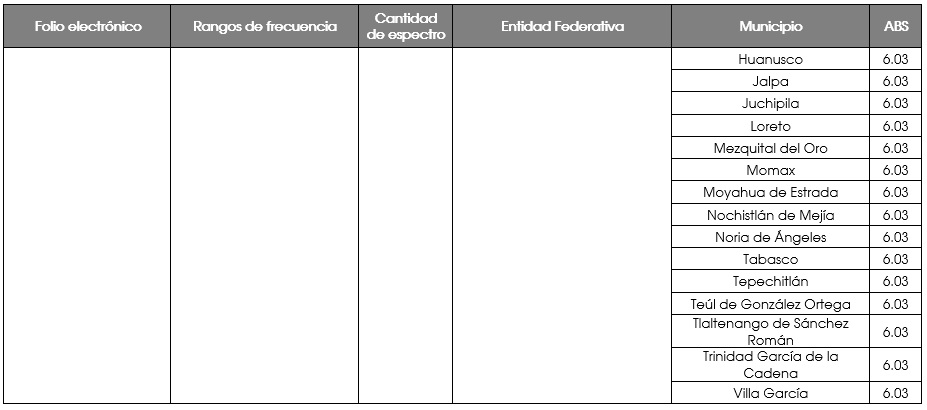 Folio electrónico Rangos de frecuencia Cantidad de espectro Entidad Federativa Municipio ABS
Huanusco 6.03
Jalpa 6.03
Juchipila 6.03
Loreto 6.03
Mezquital del Oro 6.03
Momax 6.03
Moyahua de Estrada 6.03
Nochistlán de Mejía 6.03
Noria de Ángeles 6.03
Tabasco 6.03
Tepechitlán 6.03
Teúl de González Ortega 6.03
Tlaltenango de Sánchez Román 6.03
Trinidad García de la Cadena 6.03
Villa García 6.03